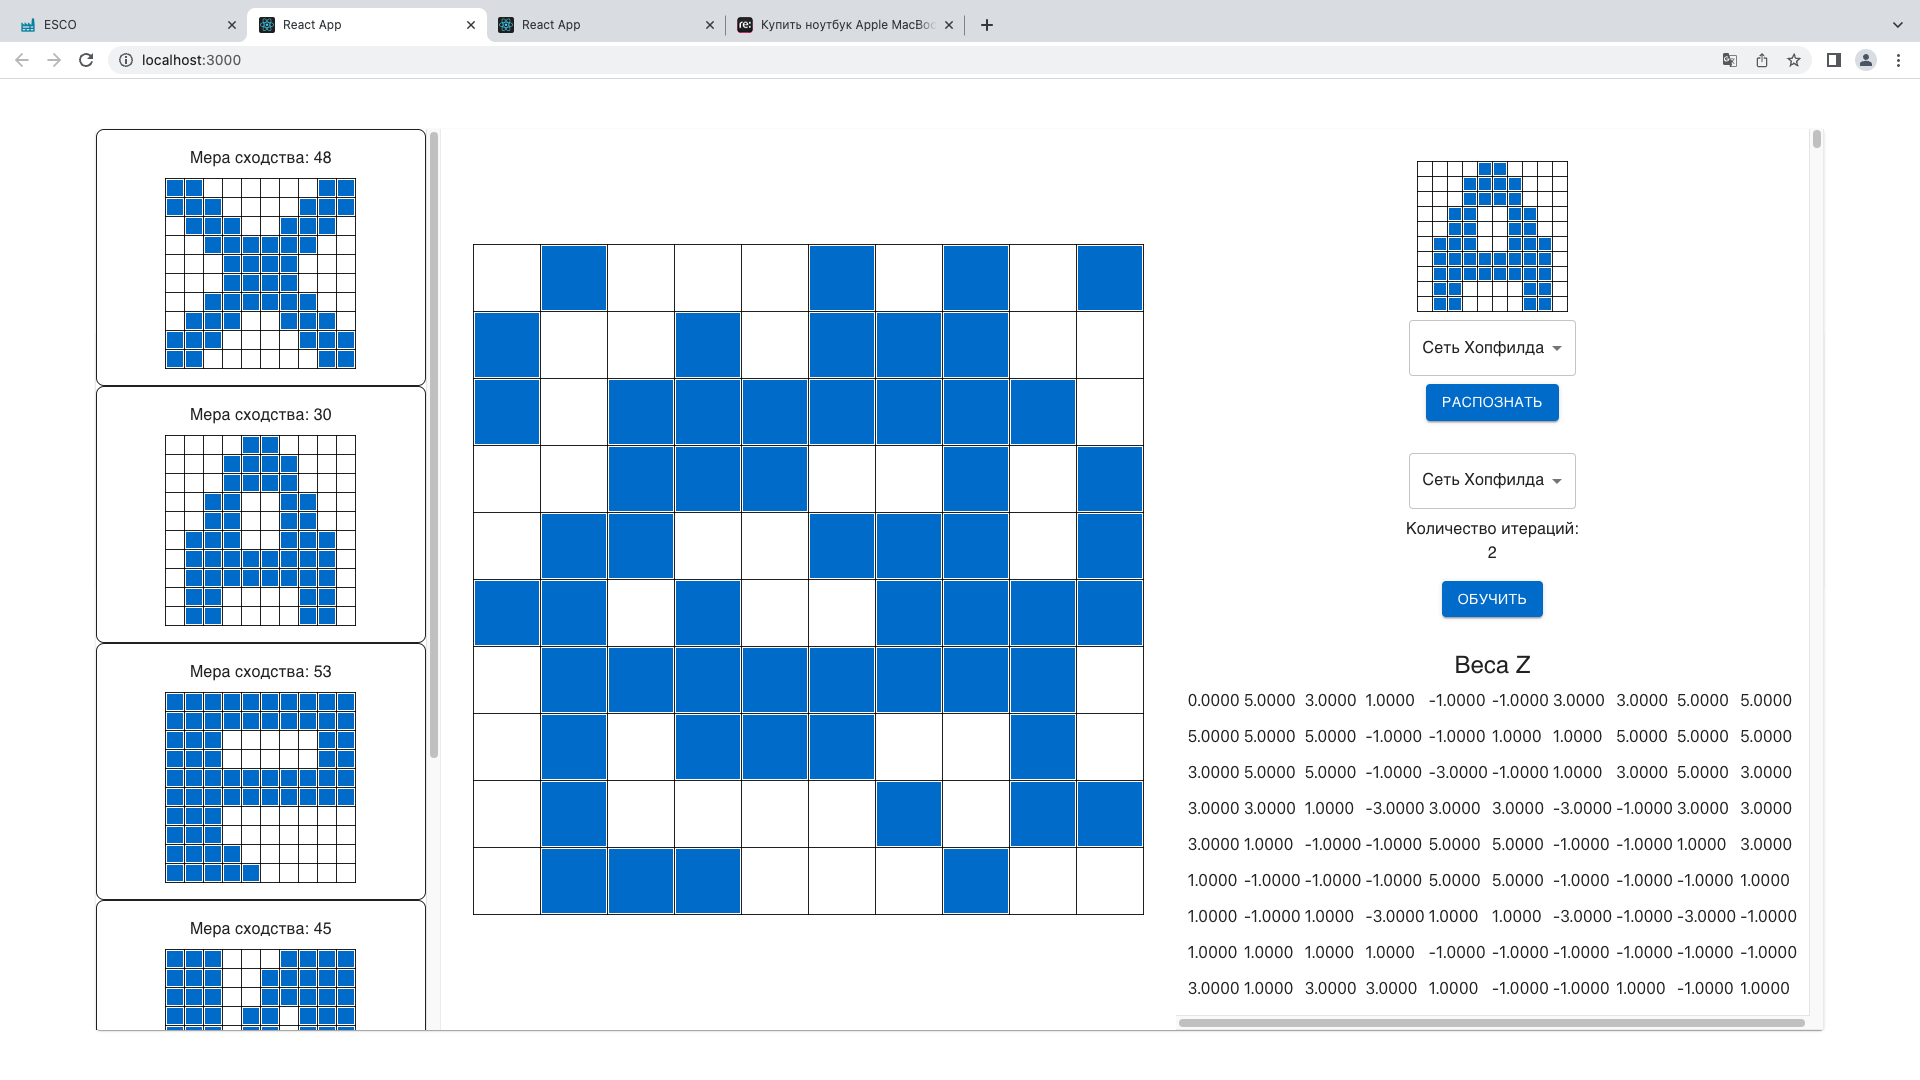 ESCO
React App
React App
re:
Купить ноутбук Apple MacBoo
localhost:3000
Мера сходства: 48
Мера сходства: 30
Мера сходства: 53
Мера сходства: 45
Сеть Хопфилда
РАСПОЗНАТЬ
Сеть Хопфилда
Количество итераций:
2
ОБУЧИТЬ
Веса Z
0.0000 5.0000 3.0000 1.0000 -1.0000 -1.0000 3.0000 3.0000 5.0000 5.0000
5.0000 5.0000 5.0000 -1.0000 -1.0000 1.0000 1.0000 5.0000 5.0000 5.0000
3.0000 5.0000 5.0000 -1.0000 -3.0000 -1.0000 1.0000 3.0000 5.0000 3.0000
3.0000 3.0000 1.0000 -3.0000 3.0000 3.0000 -3.0000 -1.0000 3.0000 3.0000
3.0000 1.0000 -1.0000 -1.0000 5.0000 5.0000 -1.0000 -1.0000 1.0000 3.0000
1.0000 -1.0000 -1.0000 -1.0000 5.0000 5.0000 -1.0000 -1.0000 -1.0000 1.0000
1.0000 -1.0000 1.0000 -3.0000 1.0000 1.0000 -3.0000 -1.0000 -3.0000 -1.0000
1.0000 1.0000 1.0000 1.0000 -1.0000 -1.0000 -1.0000 -1.0000 -1.0000 -1.0000
3.0000 1.0000 3.0000 3.0000 1.0000 -1.0000 -1.0000 1.0000 -1.0000 1.0000